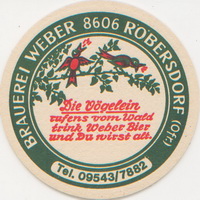 BRAUEREI WEBER 8606 RÖBERSDORF (Ofr.)
Die Vögelein
rufens vom Wald
trink Weber Bier
und Du wirst alt.
Tel. 09543/7882